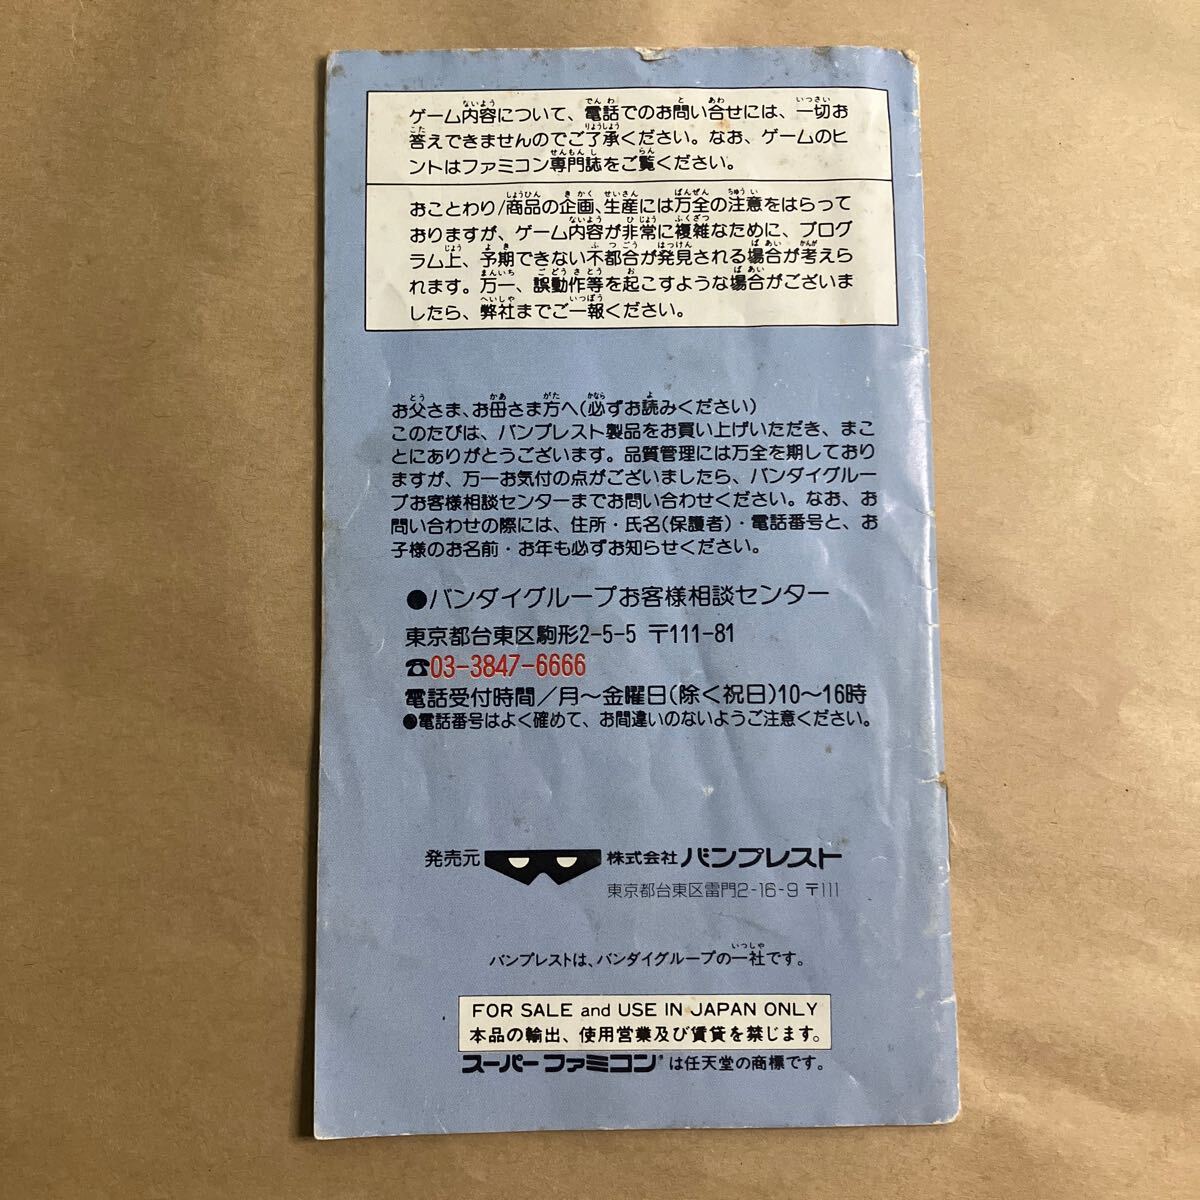 ゲーム内容について、電話でのお問い合せには、一切お
答えできませんのでご了承ください。なお、ゲームのヒ
ントはファミコン専門誌をご覧ください。
おことわり/商品の企画、生産には万全の注意をはらって
おりますが、ゲーム内容が非常に複雑なために、プログ
ラム上、予期できない不都合が発見される場合が考えら
れます。万一、誤動作等を起こすような場合がございま
したら、弊社までご一報ください。
お父さま、お母さま方へ(必ずお読みください)
このたびは、バンプレスト製品をお買い上げいただき、まこ
とにありがとうございます。品質管理には万全を期しており
ますが、万一お気付の点がございましたら、バンダイグルー
プお客様相談センターまでお問い合わせください。なお、お
問い合わせの際には、住所・氏名(保護者)・電話番号と、お
子様のお名前・お年も必ずお知らせください。
●バンダイグループお客様相談センター
東京都台東区駒形2-5-5 〒111-81
☎03-3847-6666
電話受付時間/月〜金曜日(除く祝日)10〜16時
●電話番号はよく確めて、お間違いのないようご注意ください。
発売元 株式会社バンプレスト
東京都台東区雷門2-16-9 〒111
バンプレストは、バンダイグループの一社です。
FOR SALE and USE IN JAPAN ONLY
本品の輸出、使用営業及び賃貸を禁じます。
スーパーファミコン®は任天堂の商標です。